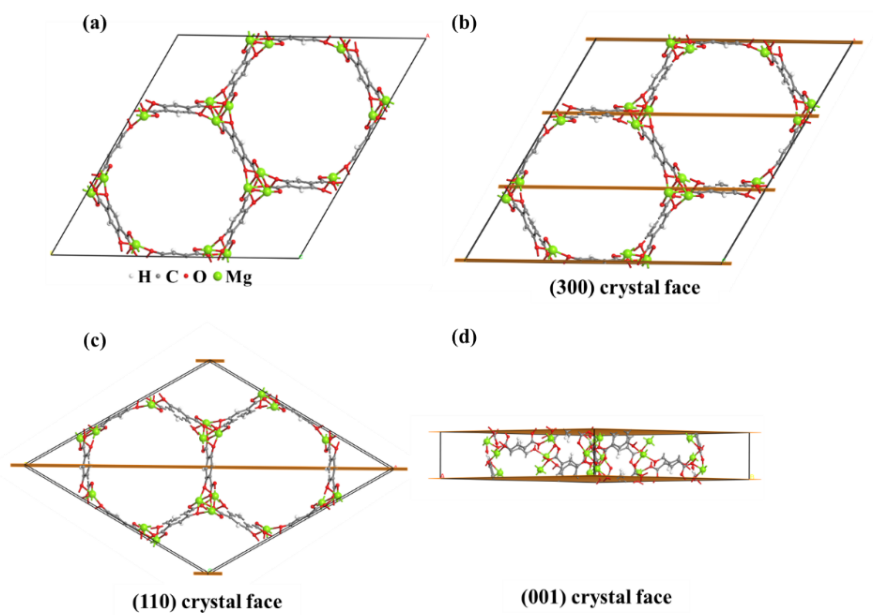 (a)
(b)
H C O Mg
(300) crystal face
(c)
(d)
(110) crystal face
(001) crystal face